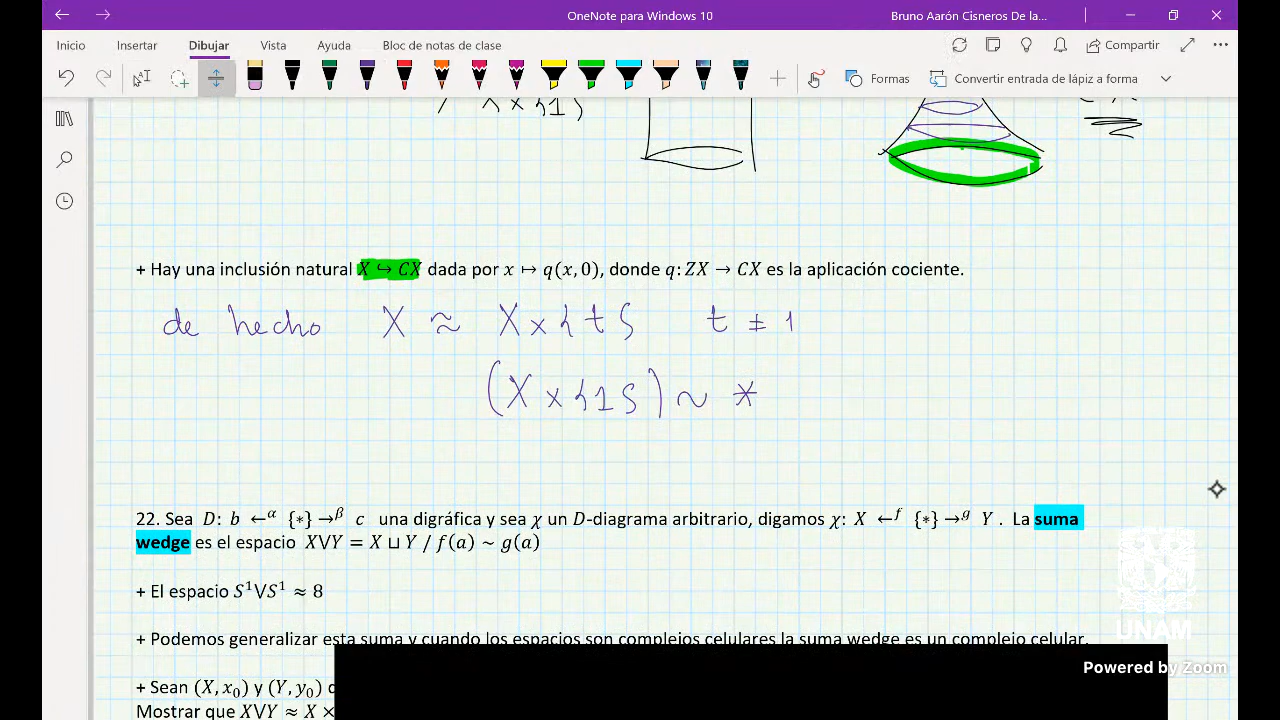 OneNote para Windows 10
Bruno Aarón Cisneros De la...
Inicio Insertar Dibujar Vista Ayuda Bloc de notas de clase
Compartir
Formas
Convertir entrada de lápiz a forma
X x {1}
+ Hay una inclusión natural X ↪ CX dada por x ↦ q(x, 0), donde q: ZX → CX es la aplicación cociente.
de hecho X ≈ X x {t} t ≠ 1
(X x {1}) ~ *
22. Sea D: b ←ᵅ {∗} →ᵝ c una digráfica y sea χ un D-diagrama arbitrario, digamos χ: X ←ᶠ {∗} →ᵍ Y . La suma
wedge es el espacio X∨Y = X ⊔ Y / f(a) ~ g(a)
+ El espacio S¹∨S¹ ≈ 8
+ Podemos generalizar esta suma y cuando los espacios son complejos celulares la suma wedge es un complejo celular.
UNAM
Powered by Zoom
+ Sean (X, x₀) y (Y, y₀)
Mostrar que X∨Y ≈ X ×